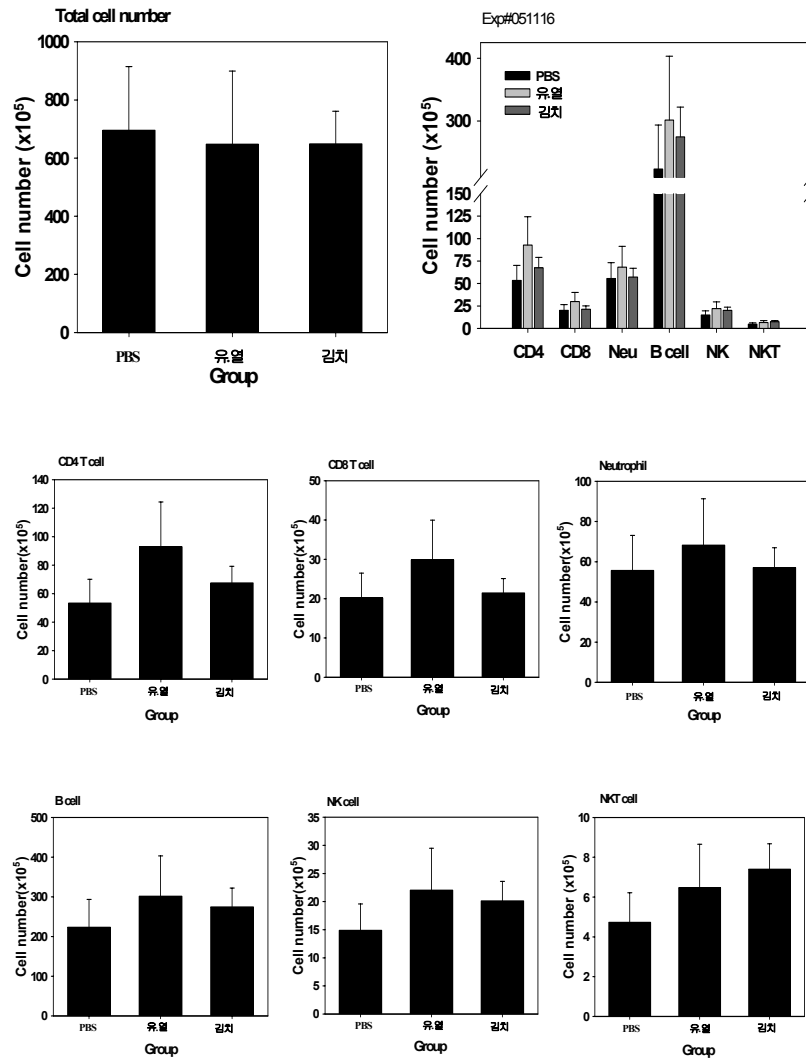 Total cell number
Cell number (x10⁵)
1000
800
600
400
200
0
PBS
유.열
김치
Group
Exp#051116
Cell number (x10⁵)
400
300
150
125
100
75
50
25
0
PBS
유.열
김치
CD4 CD8 Neu B cell NK NKT
CD4 T cell
Cell number(x10⁵)
140
120
100
80
60
40
20
0
PBS
유.열
김치
Group
CD8 T cell
Cell number(x10⁵)
50
40
30
20
10
0
PBS
유.열
김치
Group
Neutrophil
Cell number(x10⁵)
100
80
60
40
20
0
PBS
유.열
김치
Group
B cell
Cell number(x10⁵)
500
400
300
200
100
0
PBS
유.열
김치
Group
NK cell
Cell number(x10⁵)
35
30
25
20
15
10
5
0
PBS
유.열
김치
Group
NKT cell
Cell number (x10⁵)
10
8
6
4
2
0
PBS
유.열
김치
Group